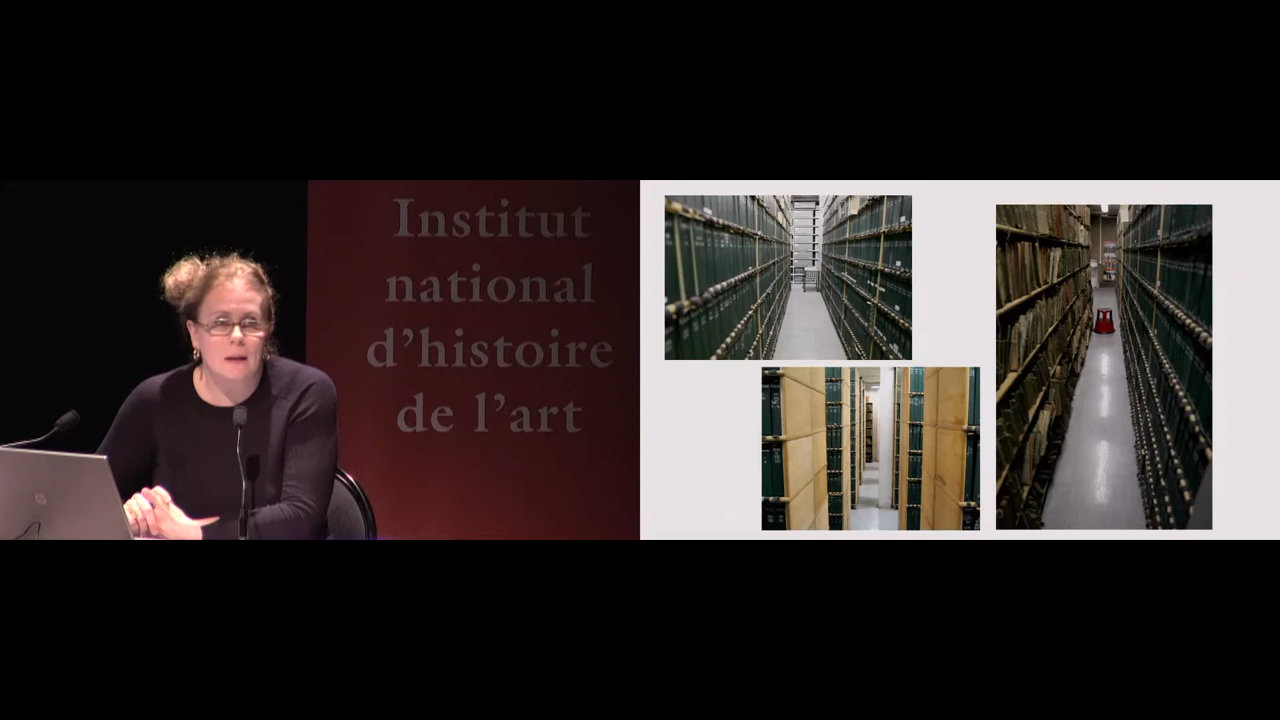 Institut
national
d’histoire
de l’art